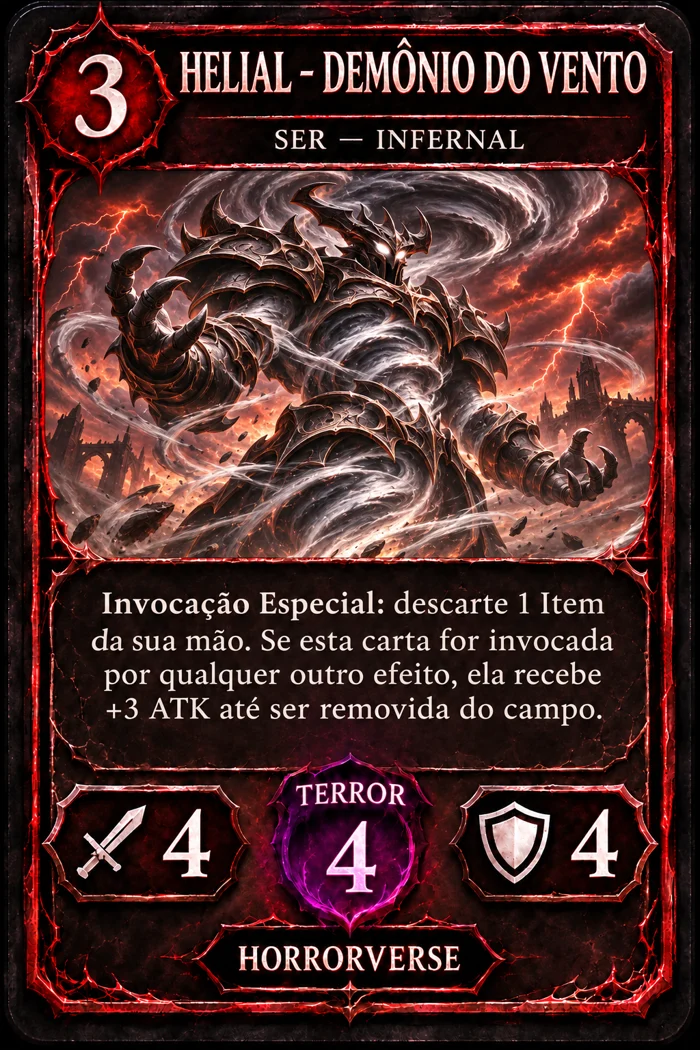 3
HELIAL - DEMÔNIO DO VENTO
SER — INFERNAL
Invocação Especial: descarte 1 Item
da sua mão. Se esta carta for invocada
por qualquer outro efeito, ela recebe
+3 ATK até ser removida do campo.
4
TERROR
4
4
HORRORVERSE